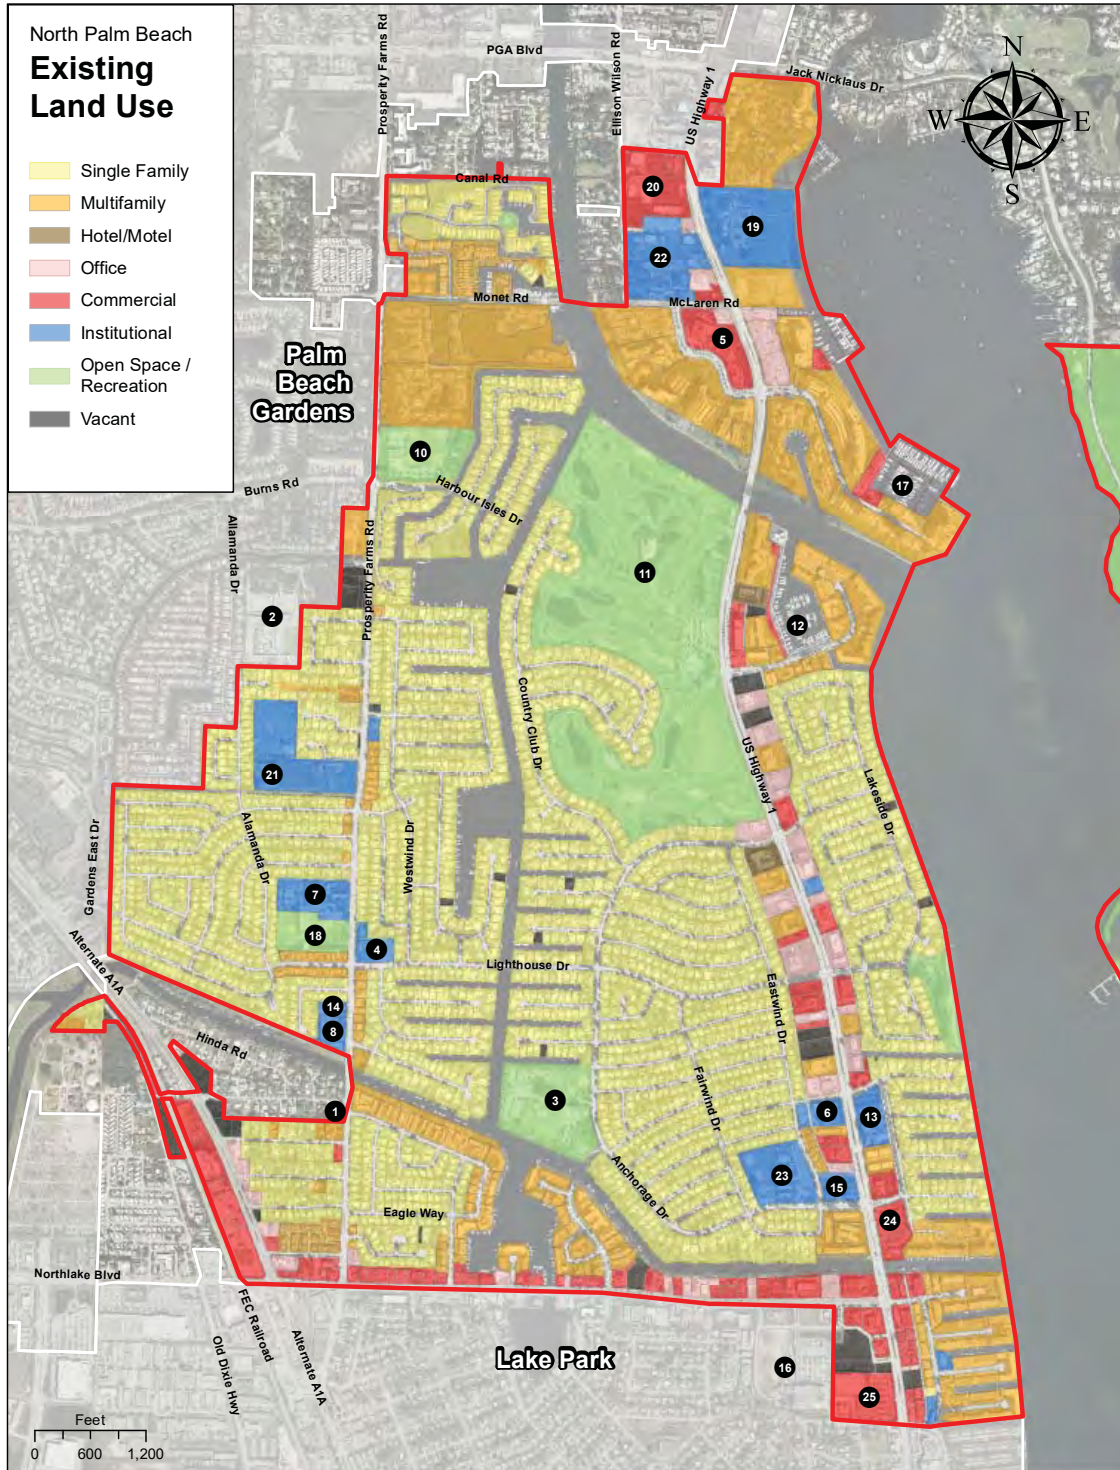 North Palm Beach
Existing
Land Use
Single Family
Multifamily
Hotel/Motel
Office
Commercial
Institutional
Open Space /
Recreation
Vacant
Prosperity Farms Rd
PGA Blvd
Ellison Wilson Rd
US Highway 1
Jack Nicklaus Dr
N
W
E
S
Canal Rd
20
19
22
Monet Rd
McLaren Rd
5
Palm
Beach
Gardens
10
Burns Rd
Harbour Isles Dr
17
Allamanda Dr
Prosperity Farms Rd
11
2
12
Country Club Dr
US Highway 1
21
Lakeside Dr
Alamanda Dr
Westwind Dr
Gardens East Dr
7
18
4
Lighthouse Dr
Alternate A1A
Eastwind Dr
14
8
Hinda Rd
Fairwind Dr
3
1
6
13
23
15
Anchorage Dr
Eagle Way
24
Northlake Blvd
FEC Railroad
Old Dixie Hwy
Alternate A1A
Lake Park
16
25
Feet
0
600
1,200